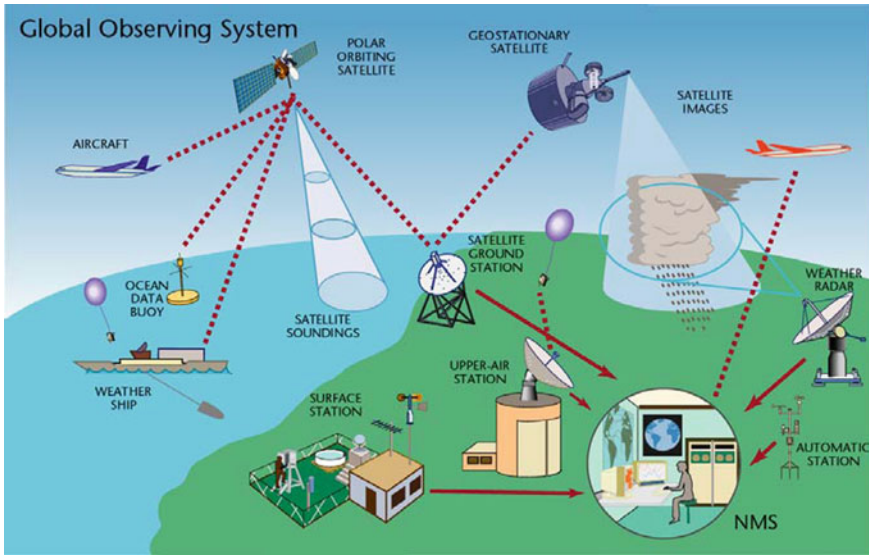 Global Observing System
POLAR
ORBITING
SATELLITE
GEOSTATIONARY
SATELLITE
SATELLITE
IMAGES
AIRCRAFT
SATELLITE
GROUND
STATION
WEATHER
RADAR
OCEAN
DATA
BUOY
SATELLITE
SOUNDINGS
WEATHER
SHIP
UPPER-AIR
STATION
SURFACE
STATION
AUTOMATIC
STATION
NMS